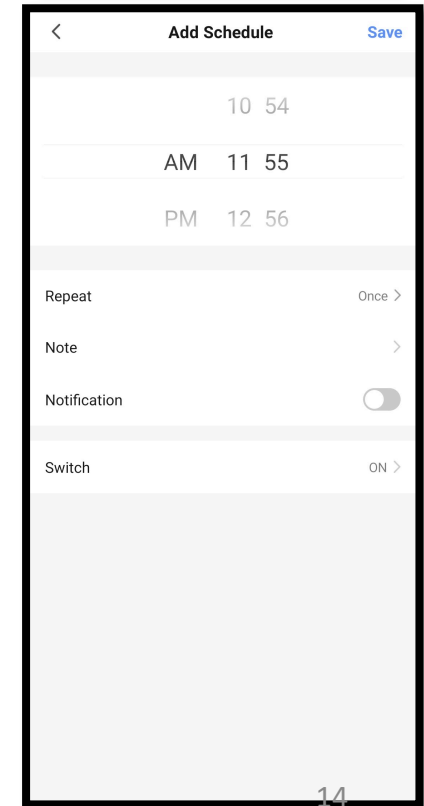 Add Schedule Save
10 54
AM 11 55
PM 12 56
Repeat Once
Note
Notification
Switch ON
14